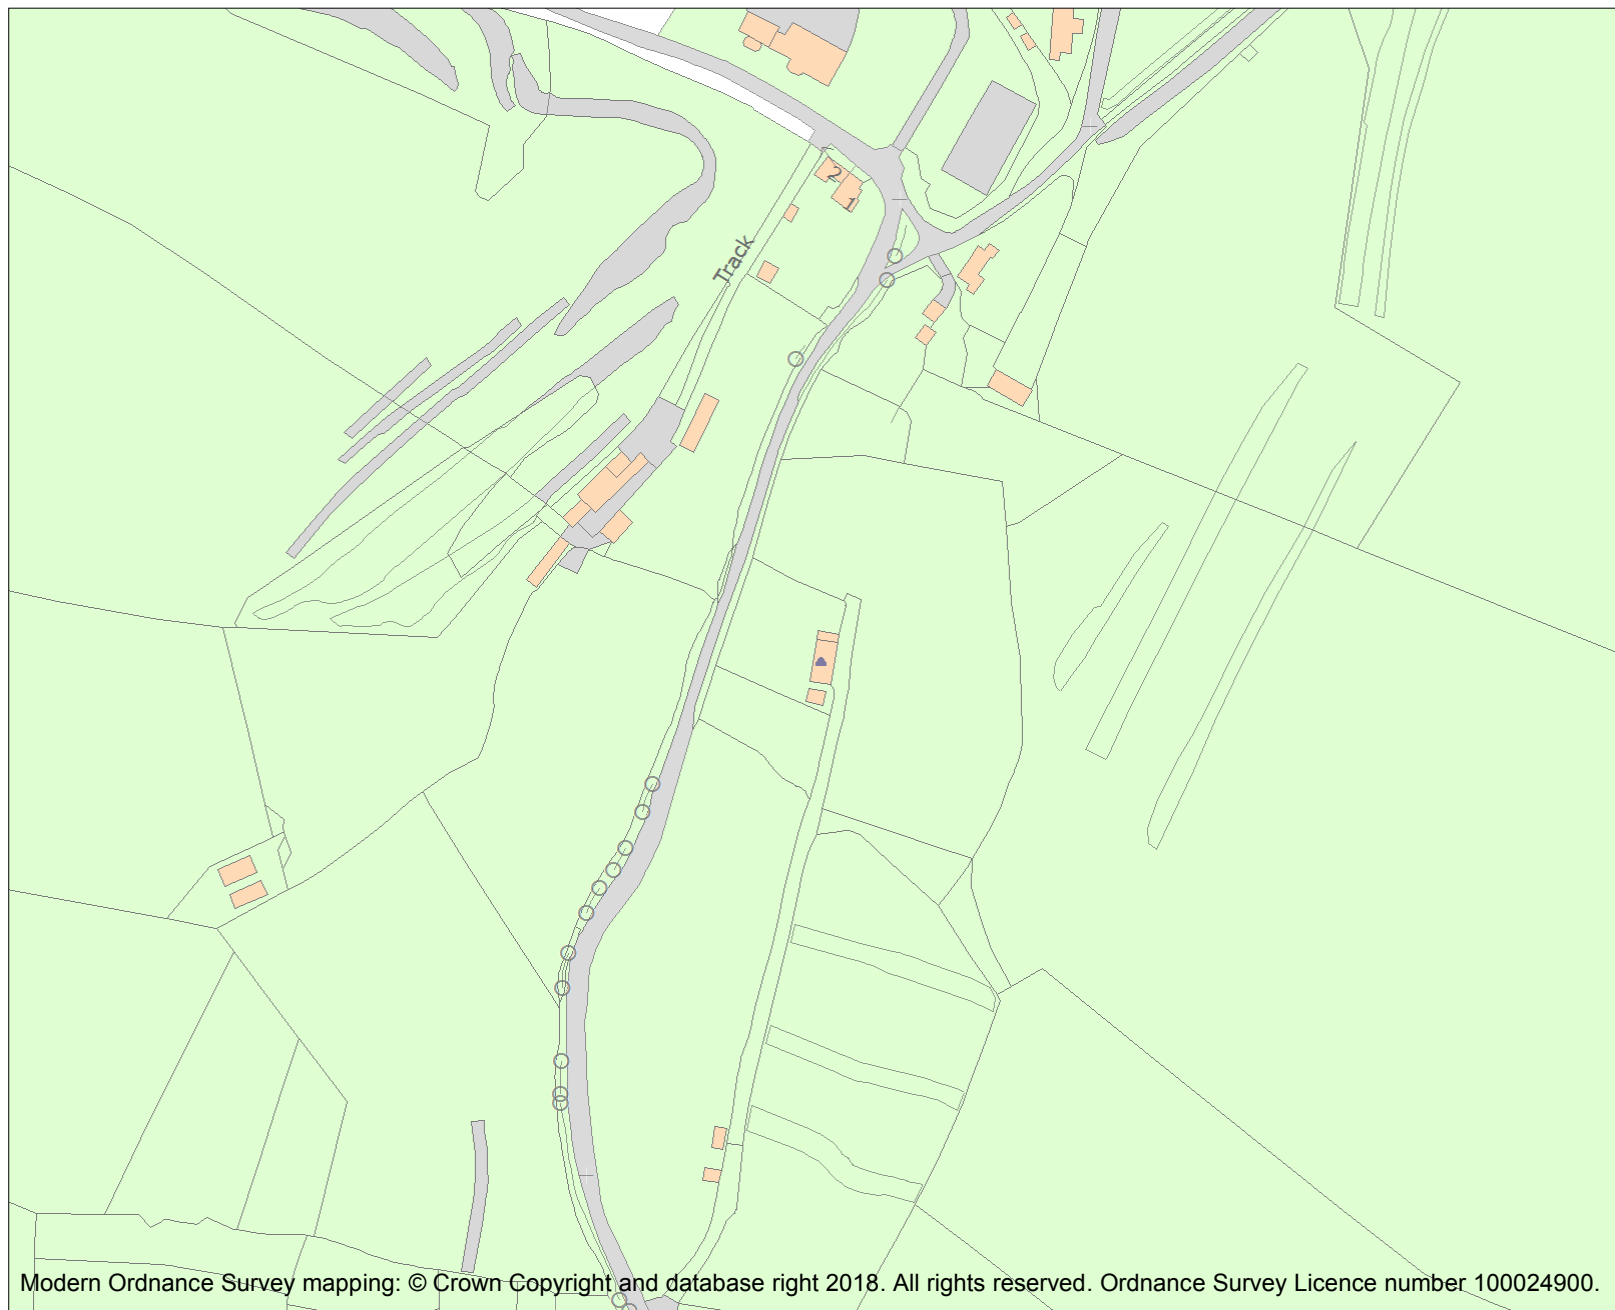 2
1
Track
Modern Ordnance Survey mapping: © Crown Copyright and database right 2018. All rights reserved. Ordnance Survey Licence number 100024900.